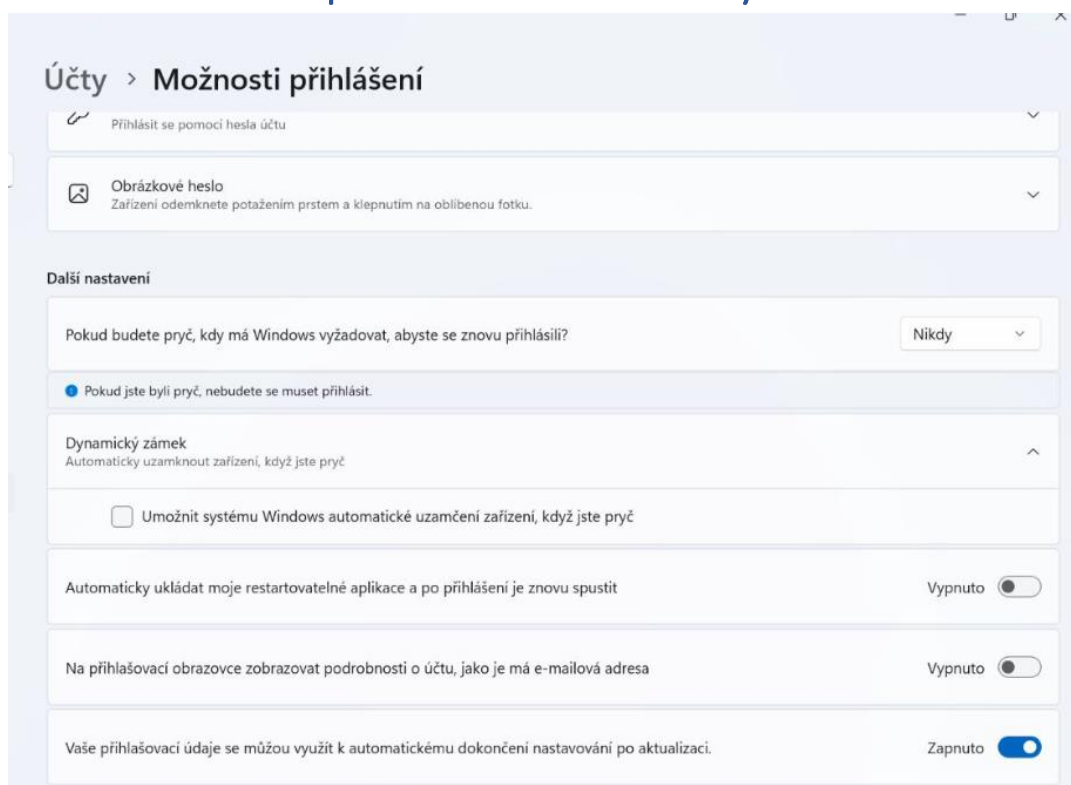 Účty > Možnosti přihlášení
Přihlásit se pomocí hesla účtu
Obrázkové heslo
Zařízení odemknete potažením prstem a klepnutím na oblíbenou fotku.
Další nastavení
Pokud budete pryč, kdy má Windows vyžadovat, abyste se znovu přihlásili?
Nikdy
Pokud jste byli pryč, nebudete se muset přihlásit.
Dynamický zámek
Automaticky uzamknout zařízení, když jste pryč
Umožnit systému Windows automatické uzamčení zařízení, když jste pryč
Automaticky ukládat moje restartovatelné aplikace a po přihlášení je znovu spustit
Vypnuto
Na přihlašovací obrazovce zobrazovat podrobnosti o účtu, jako je má e-mailová adresa
Vypnuto
Vaše přihlašovací údaje se můžou využít k automatickému dokončení nastavování po aktualizaci.
Zapnuto